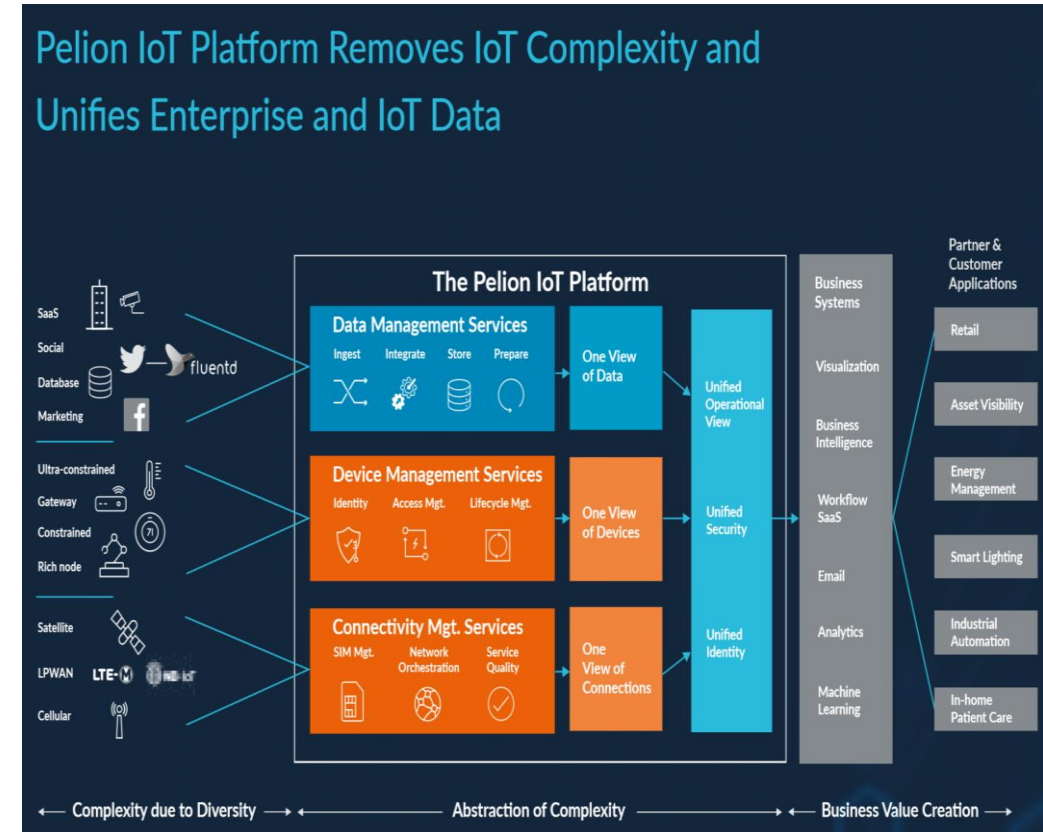 Pelion IoT Platform Removes IoT Complexity and
Unifies Enterprise and IoT Data
SaaS
Social
fluentd
Database
Marketing
f
Ultra-constrained
Gateway
Constrained
71
Rich node
Satellite
LPWAN
LTE-M
NB-IoT
Cellular
The Pelion IoT Platform
Data Management Services
Ingest
Integrate
Store
Prepare
One View
of Data
Device Management Services
Identity
Access Mgt.
Lifecycle Mgt.
One View
of Devices
Connectivity Mgt. Services
SIM Mgt.
Network
Orchestration
Service
Quality
One
View of
Connections
Unified
Operational
View
Unified
Security
Unified
Identity
Business
Systems
Visualization
Business
Intelligence
Workflow
SaaS
Email
Analytics
Machine
Learning
Partner &
Customer
Applications
Retail
Asset Visibility
Energy
Management
Smart Lighting
Industrial
Automation
In-home
Patient Care
Complexity due to Diversity
Abstraction of Complexity
Business Value Creation